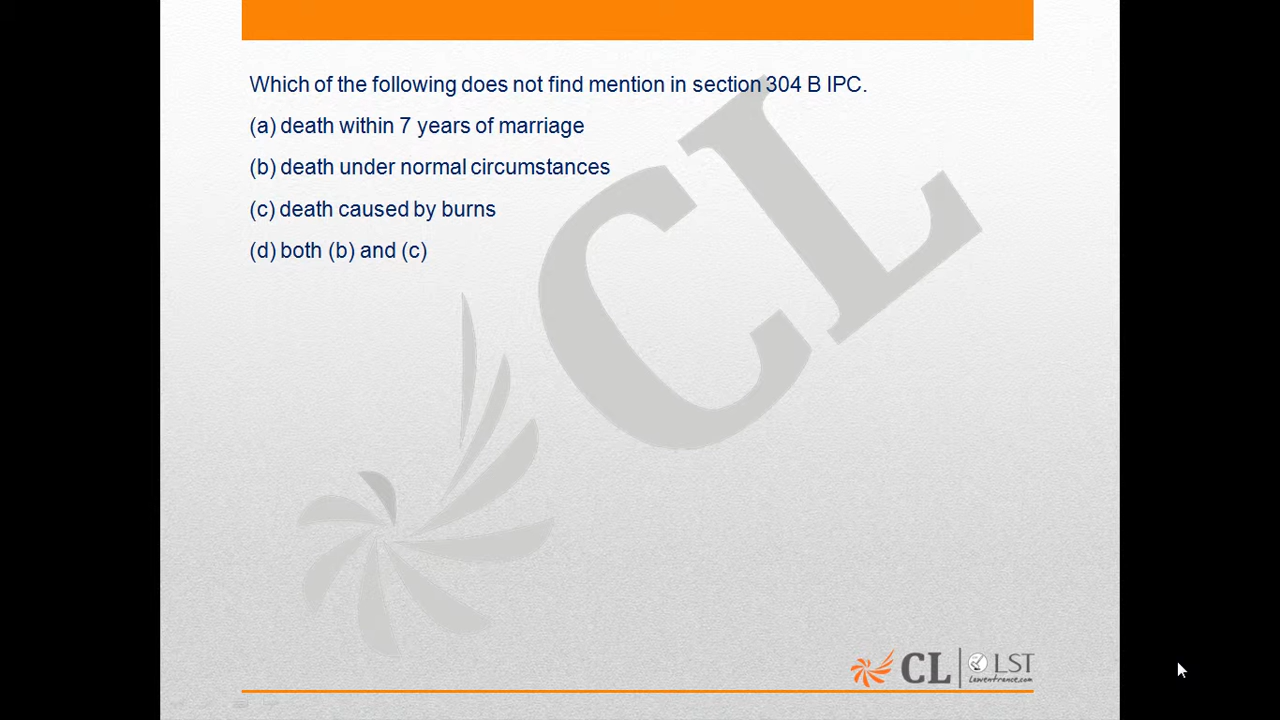 Which of the following does not find mention in section 304 B IPC.
(a) death within 7 years of marriage
(b) death under normal circumstances
(c) death caused by burns
(d) both (b) and (c)
CL
CL LST
Lawentrance.com